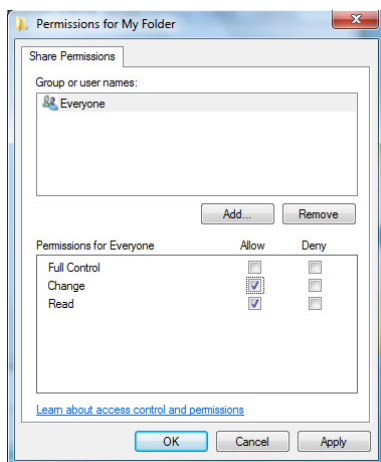 Permissions for My Folder
Share Permissions
Group or user names:
Everyone
Add... Remove
Permissions for Everyone Allow Deny
Full Control
Change
Read
Learn about access control and permissions
OK Cancel Apply